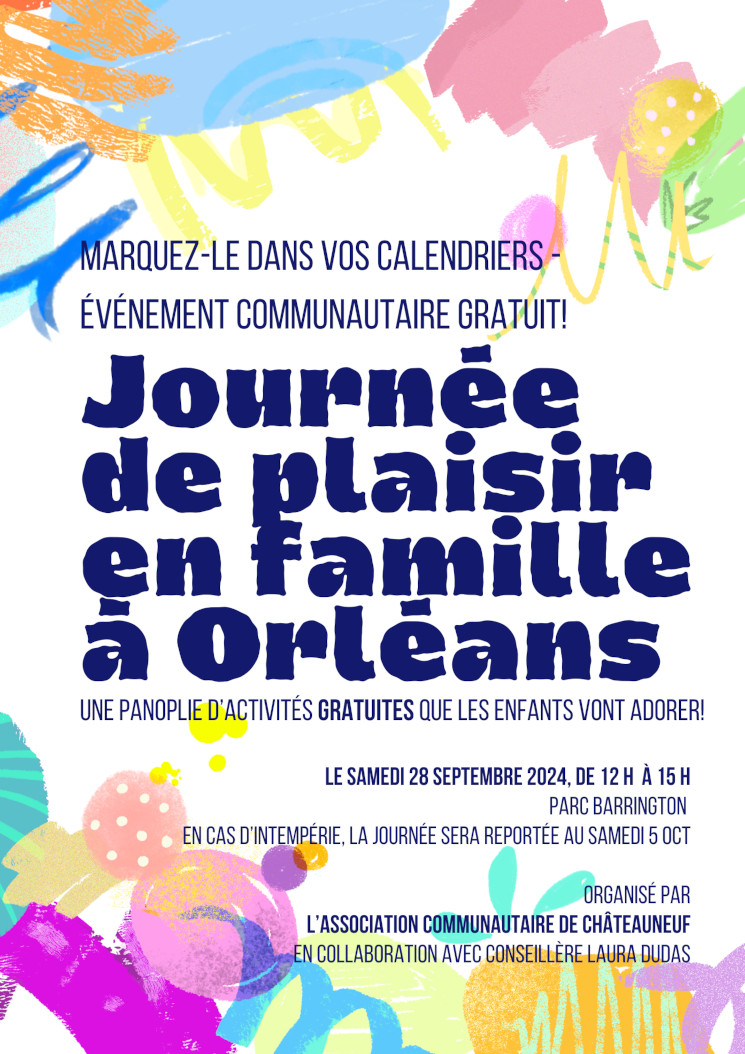 MARQUEZ-LE DANS VOS CALENDRIERS -
ÉVÉNEMENT COMMUNAUTAIRE GRATUIT!
Journée
de plaisir
en famille
à Orléans
UNE PANOPLIE D'ACTIVITÉS GRATUITES QUE LES ENFANTS VONT ADORER!
LE SAMEDI 28 SEPTEMBRE 2024, DE 12 H À 15 H
PARC BARRINGTON
EN CAS D'INTEMPÉRIE, LA JOURNÉE SERA REPORTÉE AU SAMEDI 5 OCT
ORGANISÉ PAR
L'ASSOCIATION COMMUNAUTAIRE DE CHÂTEAUNEUF
EN COLLABORATION AVEC CONSEILLÈRE LAURA DUDAS